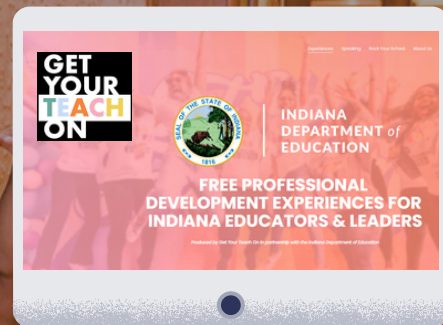 Experiences Speaking Rock Your School About Us
GET
YOUR
TEACH
ON
SEAL OF THE STATE OF INDIANA
1816
INDIANA
DEPARTMENT of
EDUCATION
FREE PROFESSIONAL
DEVELOPMENT EXPERIENCES FOR
INDIANA EDUCATORS & LEADERS
Produced by Get Your Teach On in partnership with the Indiana Department of Education